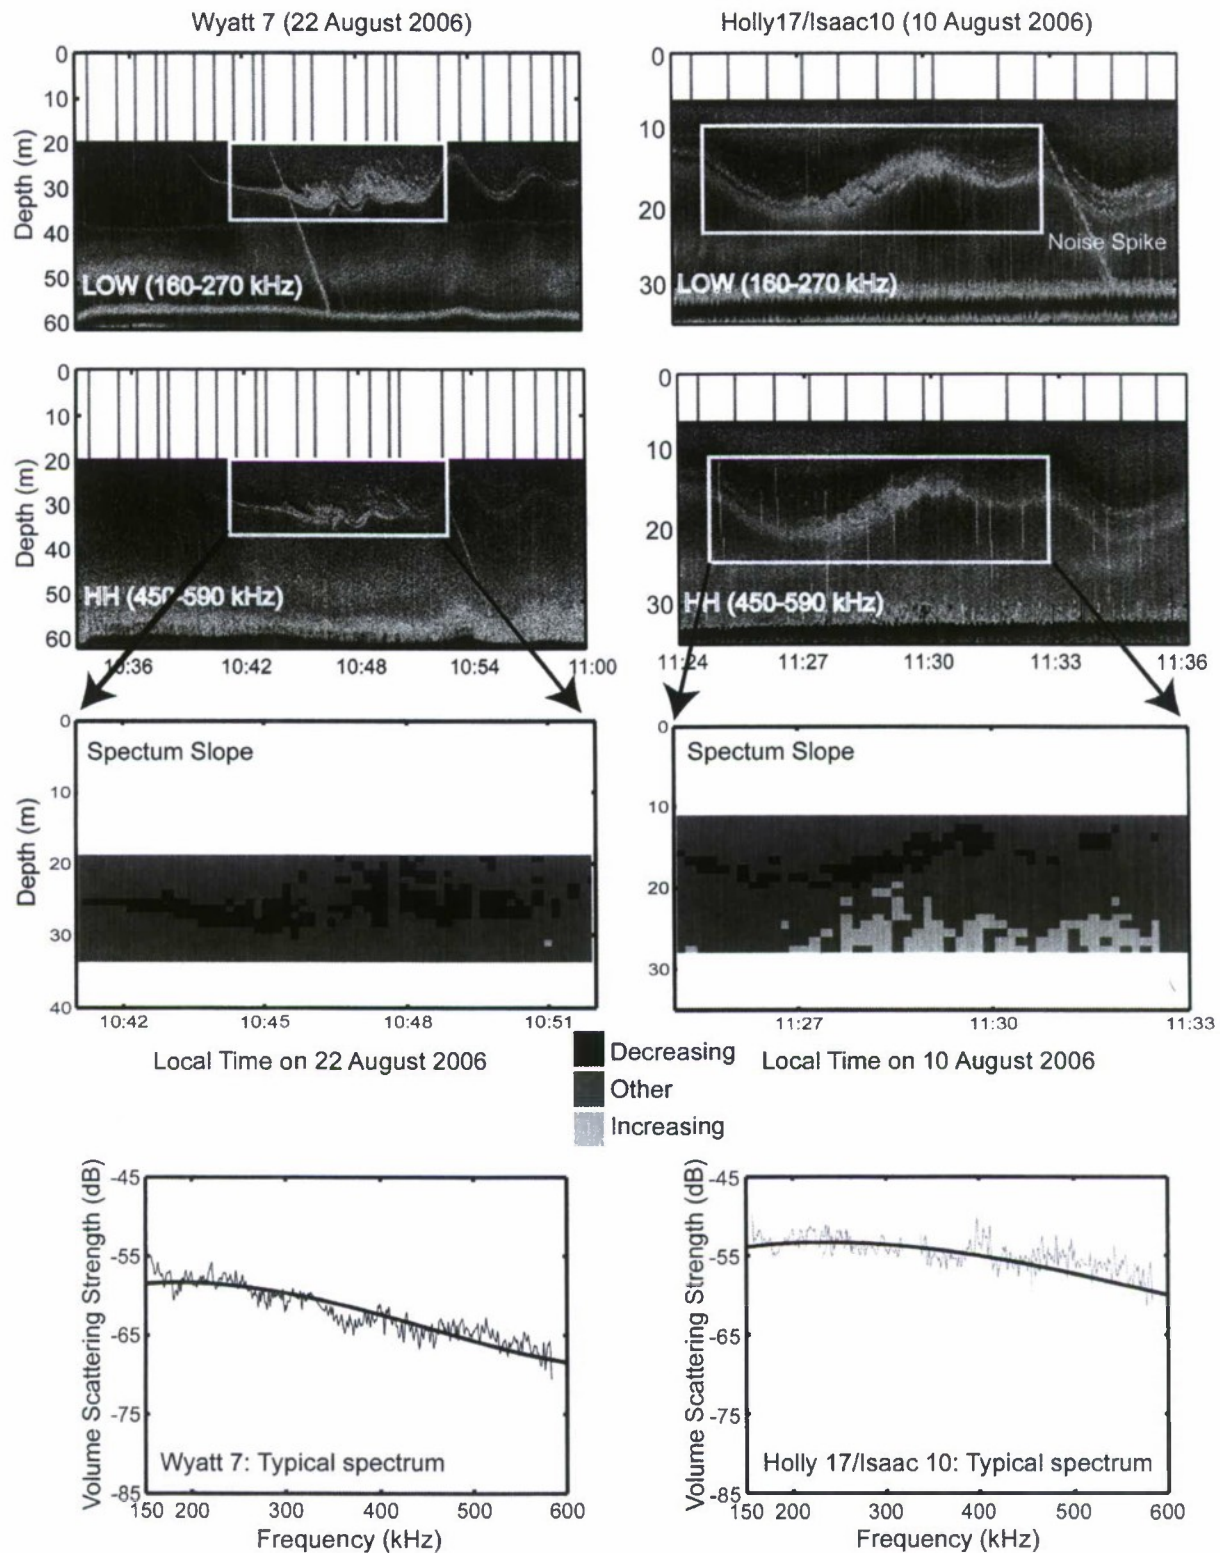 Wyatt 7 (22 August 2006)
Holly17/Isaac10 (10 August 2006)
0
10
20
30
40
50
60
Depth (m)
LOW (160-270 kHz)
0
10
20
30
Noise Spike
LOW (160-270 kHz)
0
10
20
30
40
50
60
Depth (m)
HH (450-590 kHz)
10:36
10:42
10:48
10:54
11:00
0
10
20
30
HH (450-590 kHz)
11:24
11:27
11:30
11:33
11:36
0
10
20
30
40
Depth (m)
Spectum Slope
10:42
10:45
10:48
10:51
Local Time on 22 August 2006
0
10
20
30
Spectum Slope
11:27
11:30
11:33
Local Time on 10 August 2006
Decreasing
Other
Increasing
Volume Scattering Strength (dB)
-45
-55
-65
-75
-85
Wyatt 7: Typical spectrum
150 200 300 400 500 600
Frequency (kHz)
Volume Scattering Strength (dB)
-45
-55
-65
-75
-85
Holly 17/Isaac 10: Typical spectrum
150 200 300 400 500 600
Frequency (kHz)